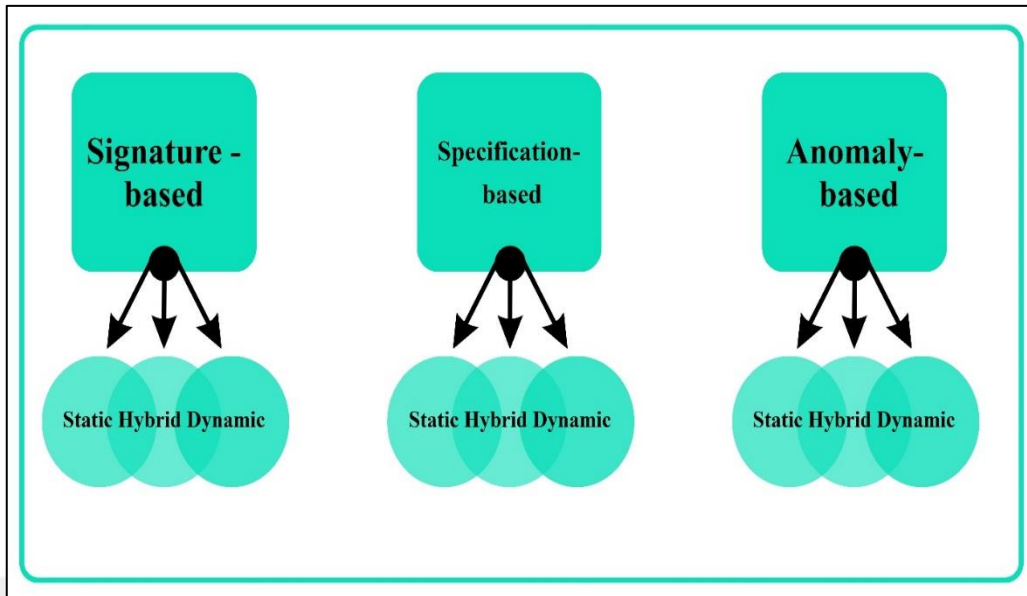 Signature -
based
Specification-
based
Anomaly-
based
Static Hybrid Dynamic
Static Hybrid Dynamic
Static Hybrid Dynamic